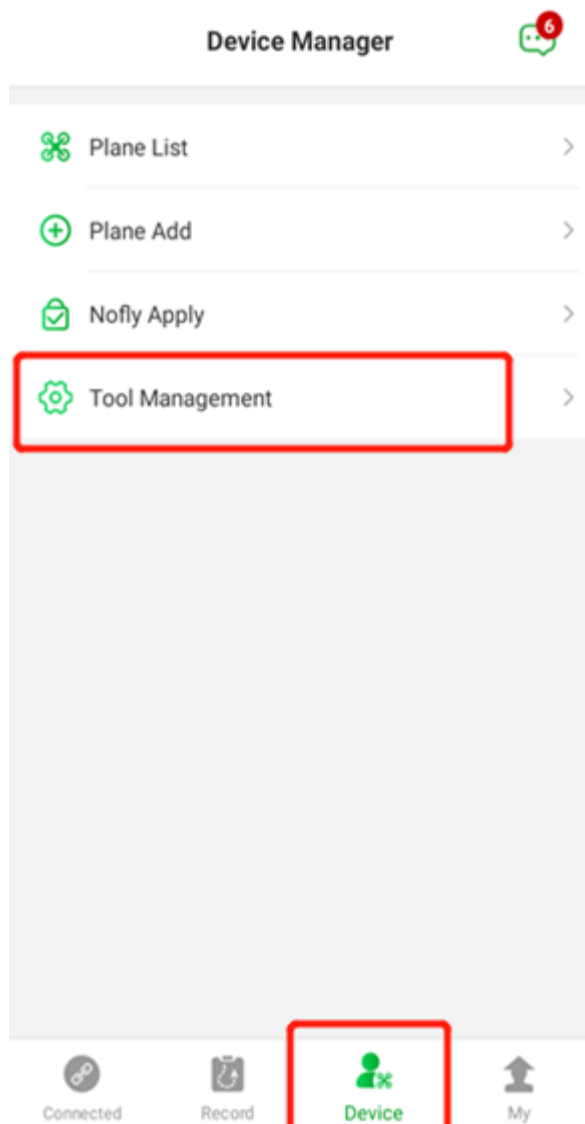 Device Manager
6
Plane List
Plane Add
Nofly Apply
Tool Management
Connected
Record
Device
My